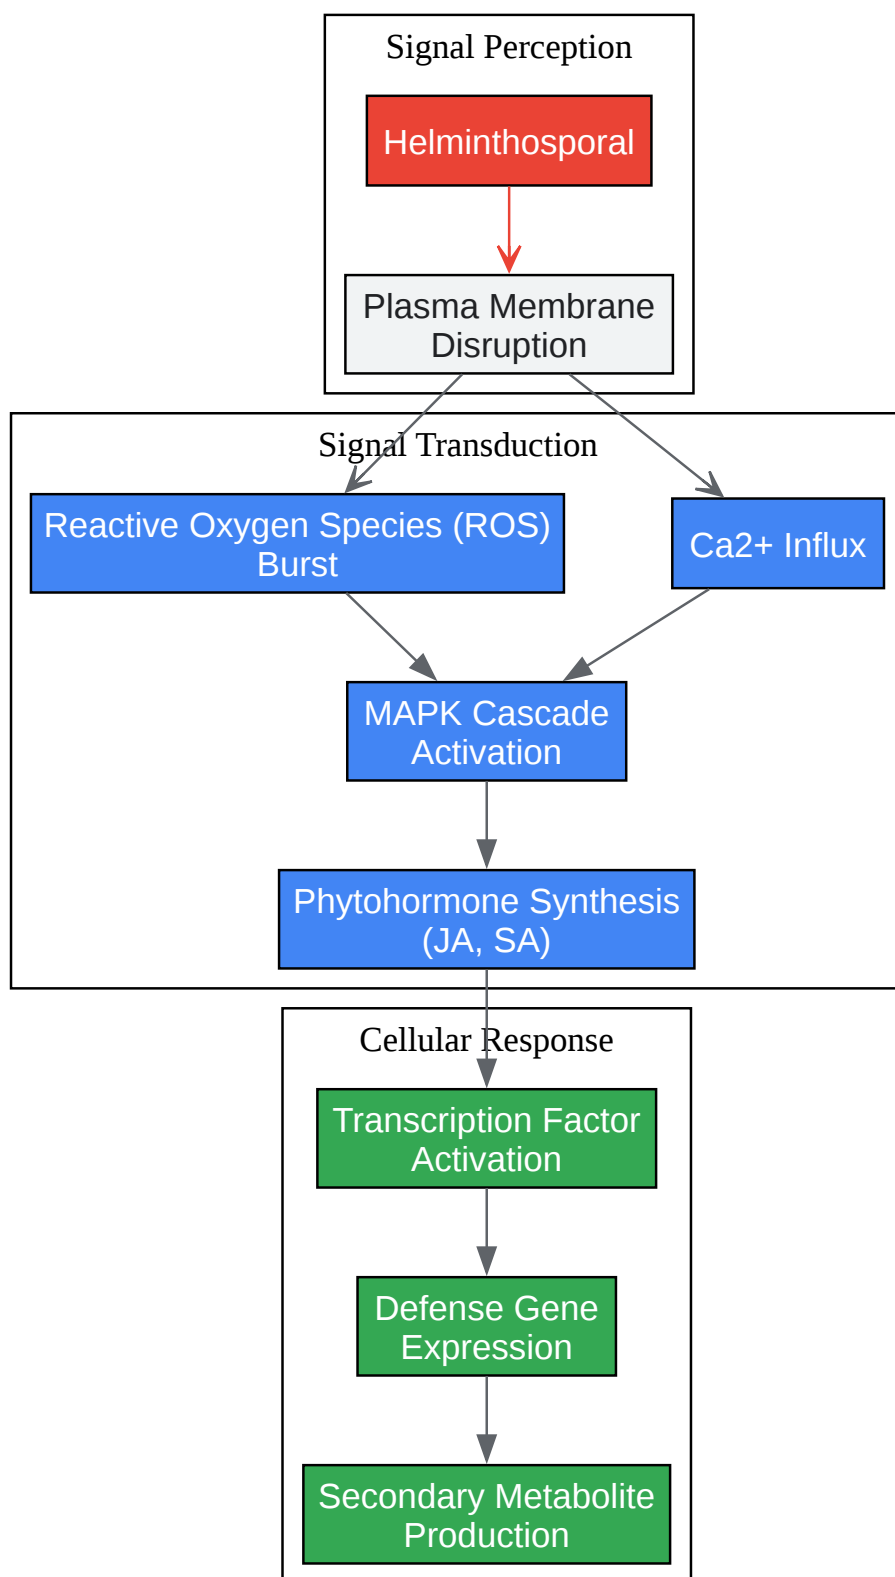 Signal Perception
Helminthosporal
Plasma Membrane
Disruption
Signal Transduction
Reactive Oxygen Species (ROS)
Burst
Ca2+ Influx
MAPK Cascade
Activation
Phytohormone Synthesis
(JA, SA)
Cellular Response
Transcription Factor
Activation
Defense Gene
Expression
Secondary Metabolite
Production